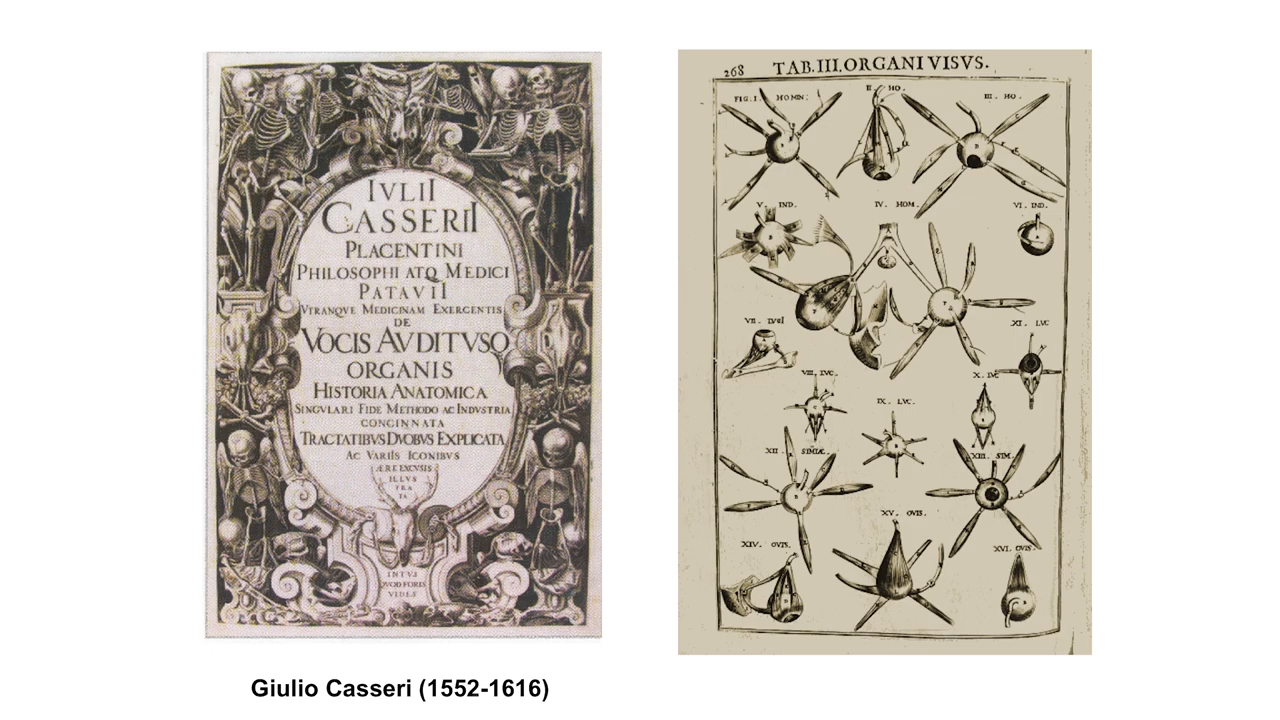 IVLII
CASSERII
PLACENTINI
PHILOSOPHI ATQ MEDICI
PATAVII
VTRANQVE MEDICINAM EXERCENTIS
DE
VOCIS AVDITVSQ
ORGANIS
HISTORIA ANATOMICA
SINGVLARI FIDE METHODO AC INDVSTRIA
CONCINNATA
TRACTATIBVS DVOBVS EXPLICATA
AC VARIIS ICONIBVS
ÆRE EXCVSIS
ILLVS
TRA
TA
INTVS
QVOD FORIS
VIDES
Giulio Casseri (1552-1616)
268 TAB.III.ORGANI VISVS.
FIG: I. HOMIN:
II. HO.
III. HO.
V. IND.
IV. HOM.
VI. IND.
VII.
XI. LVC
VIII. LVC.
X. LVC
IX. LVC.
XII. SIMIÆ.
XIII. SIM.
XV. OVIS.
XIV. OVIS.
XVI. OVIS.